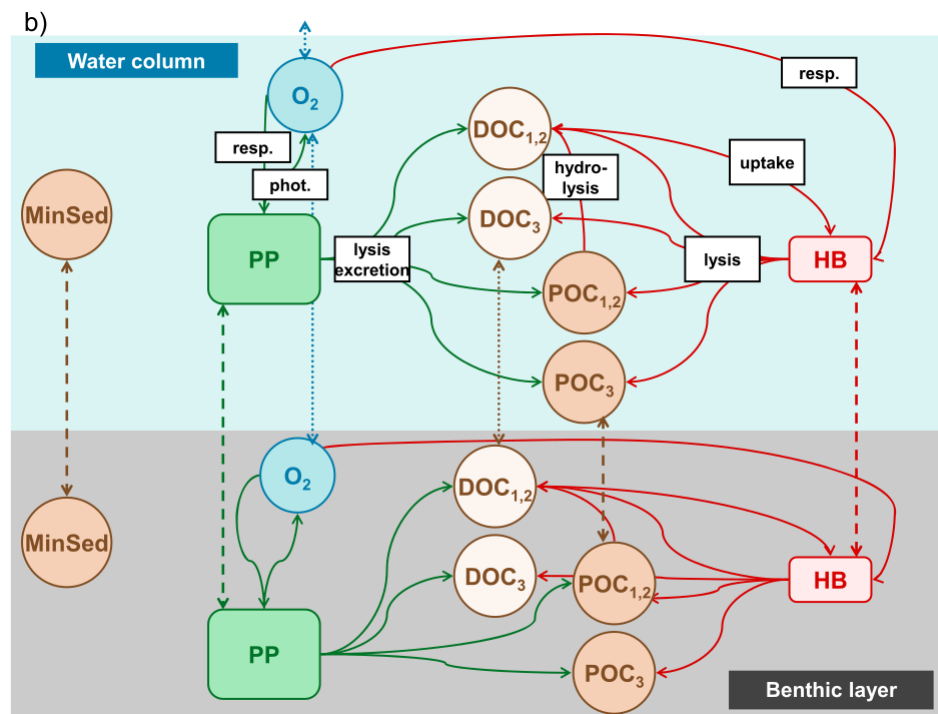 b)
Water column
O₂
resp.
DOC₁,₂
resp.
hydro-
lysis
uptake
phot.
MinSed
DOC₃
PP
lysis
excretion
lysis
HB
POC₁,₂
POC₃
O₂
DOC₁,₂
MinSed
DOC₃
POC₁,₂
HB
PP
POC₃
Benthic layer